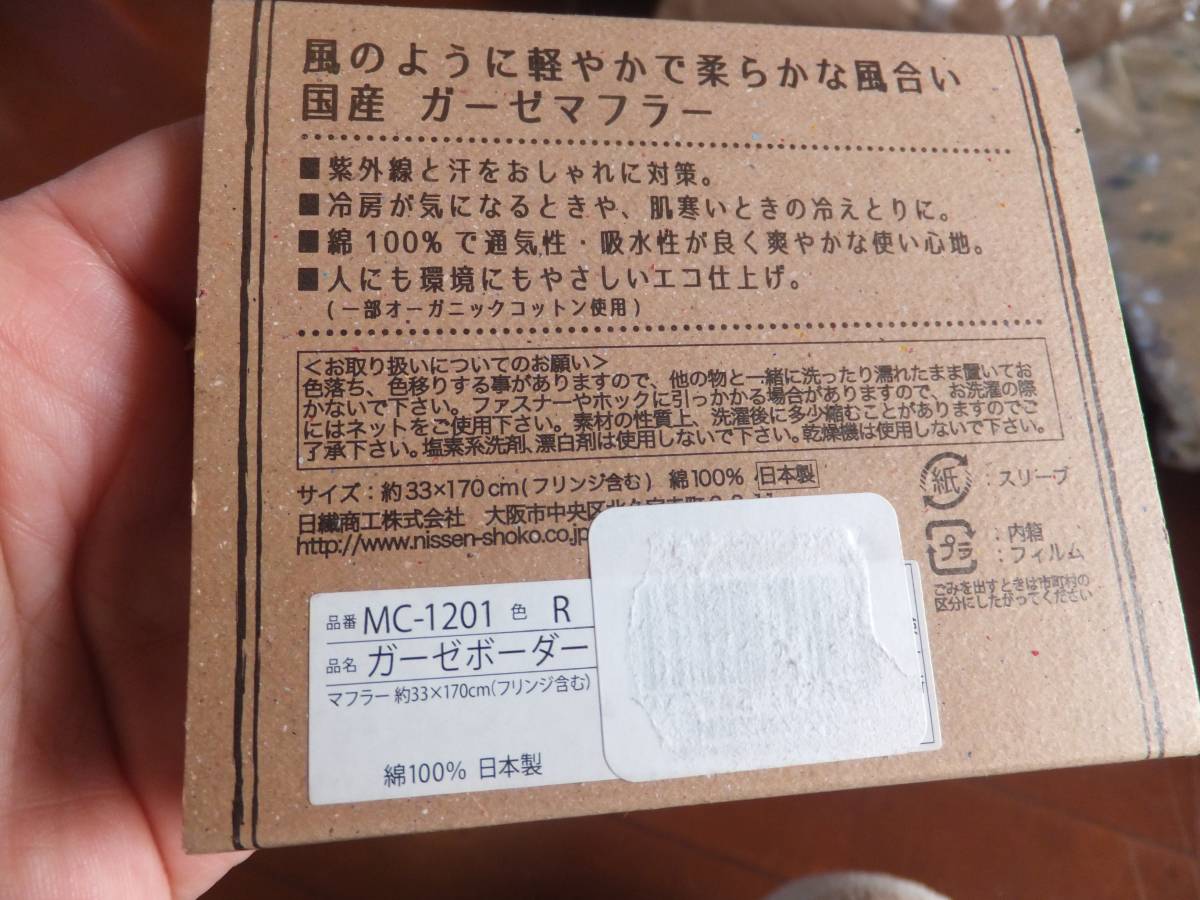 風のように軽やかで柔らかな風合い
国産 ガーゼマフラー
■紫外線と汗をおしゃれに対策。
■冷房が気になるときや、肌寒いときの冷えとりに。
■綿100%で通気性・吸水性が良く爽やかな使い心地。
■人にも環境にもやさしいエコ仕上げ。
(一部オーガニックコットン使用)
<お取り扱いについてのお願い>
色落ち、色移りする事がありますので、他の物と一緒に洗ったり濡れたまま置いてお
かないで下さい。ファスナーやホックに引っかかる場合がありますので、お洗濯の際
にはネットをご使用下さい。素材の性質上、洗濯後に多少縮むことがありますのでご
了承下さい。塩素系洗剤、漂白剤は使用しないで下さい。乾燥機は使用しないで下さい。
サイズ：約33×170cm(フリンジ含む) 綿100% 日本製
日繊商工株式会社 大阪市中央区
http://www.nissen-shoko.co.jp
紙：スリーブ
プラ：内箱
：フィルム
ごみを出すときは市町村の
区分にしたがってください
品番 MC-1201 色 R
品名 ガーゼボーダー
マフラー 約33×170cm(フリンジ含む)
綿100% 日本製